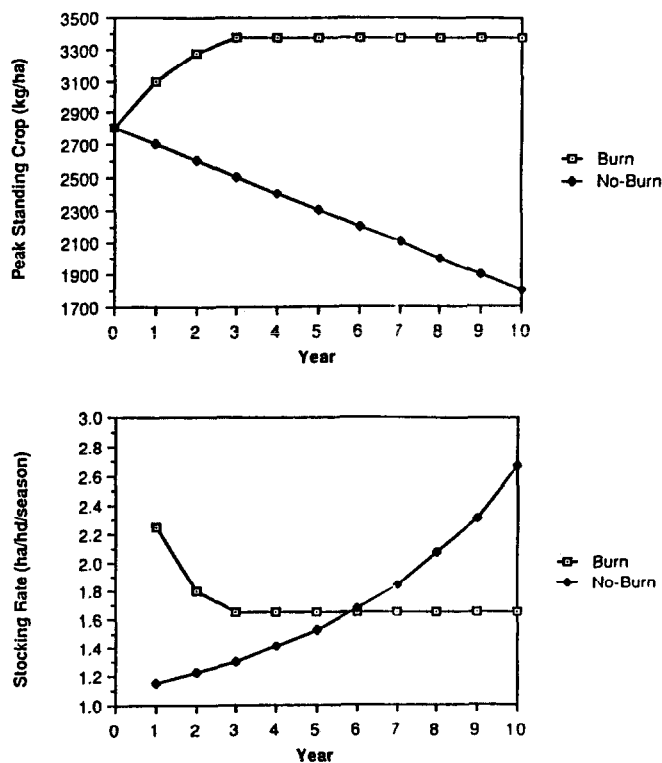 3500
3300
3100
2900
2700
2500
2300
2100
1900
1700
Peak Standing Crop (kg/ha)
0 1 2 3 4 5 6 7 8 9 10
Year
Burn
No-Burn
3.0
2.8
2.6
2.4
2.2
2.0
1.8
1.6
1.4
1.2
1.0
Stocking Rate (ha/hd/season)
0 1 2 3 4 5 6 7 8 9 10
Year
Burn
No-Burn